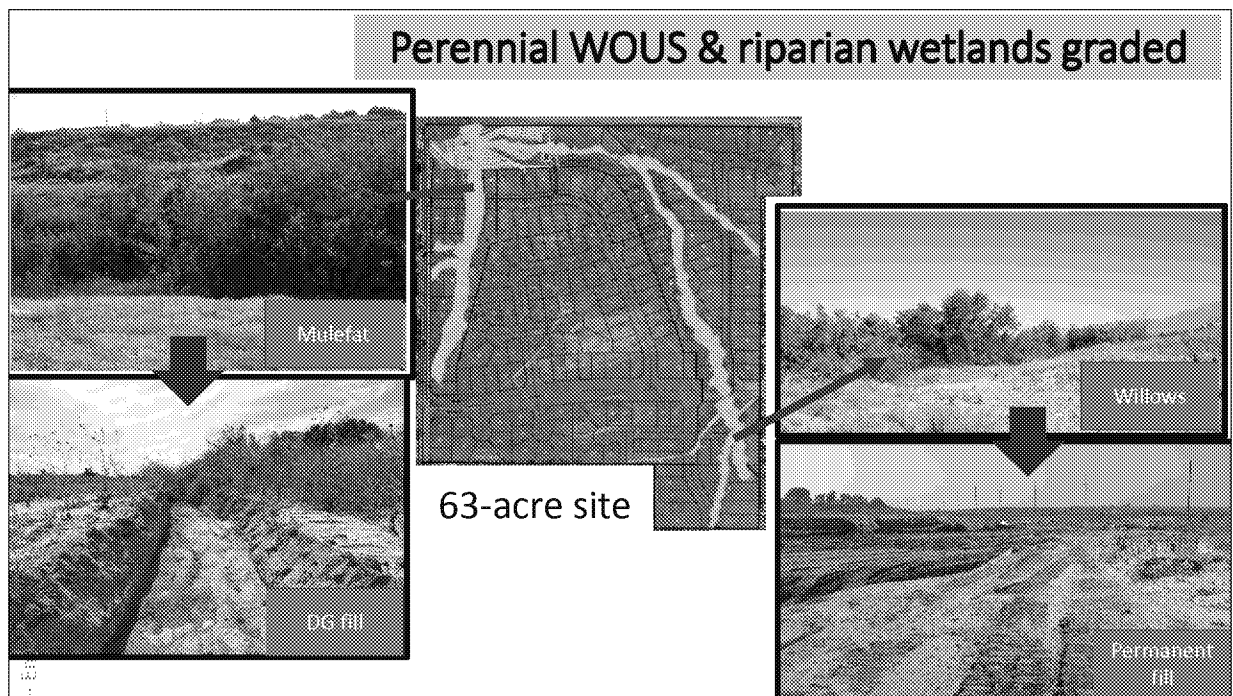 Perennial WOUS & riparian wetlands graded
Mulefat
Willows
63-acre site
DG fill
Permanent
fill